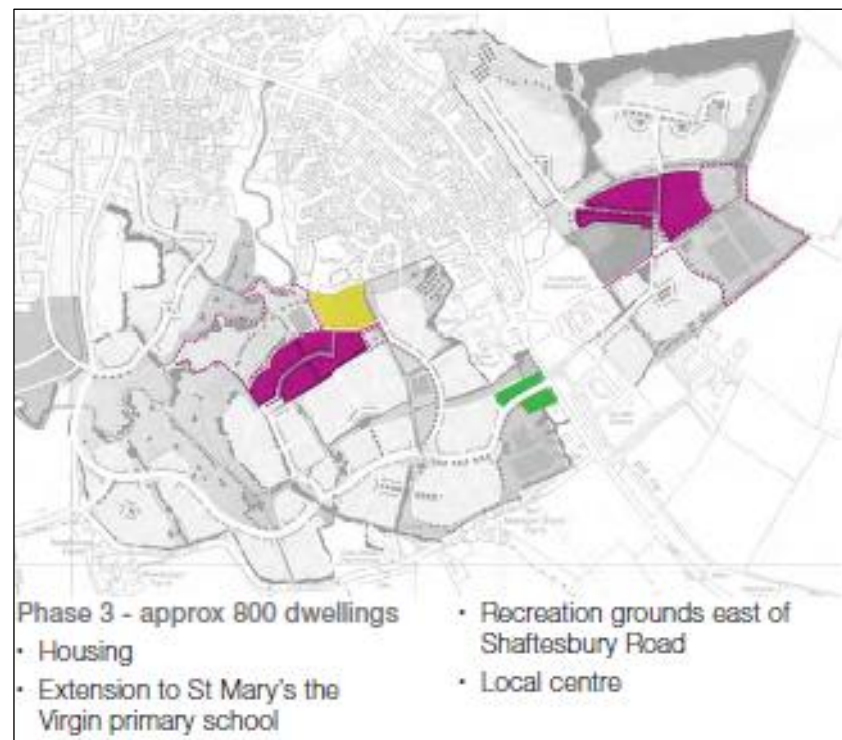 Phase 3 - approx 800 dwellings
• Housing
• Extension to St Mary's the
Virgin primary school
• Recreation grounds east of
Shaftesbury Road
• Local centre